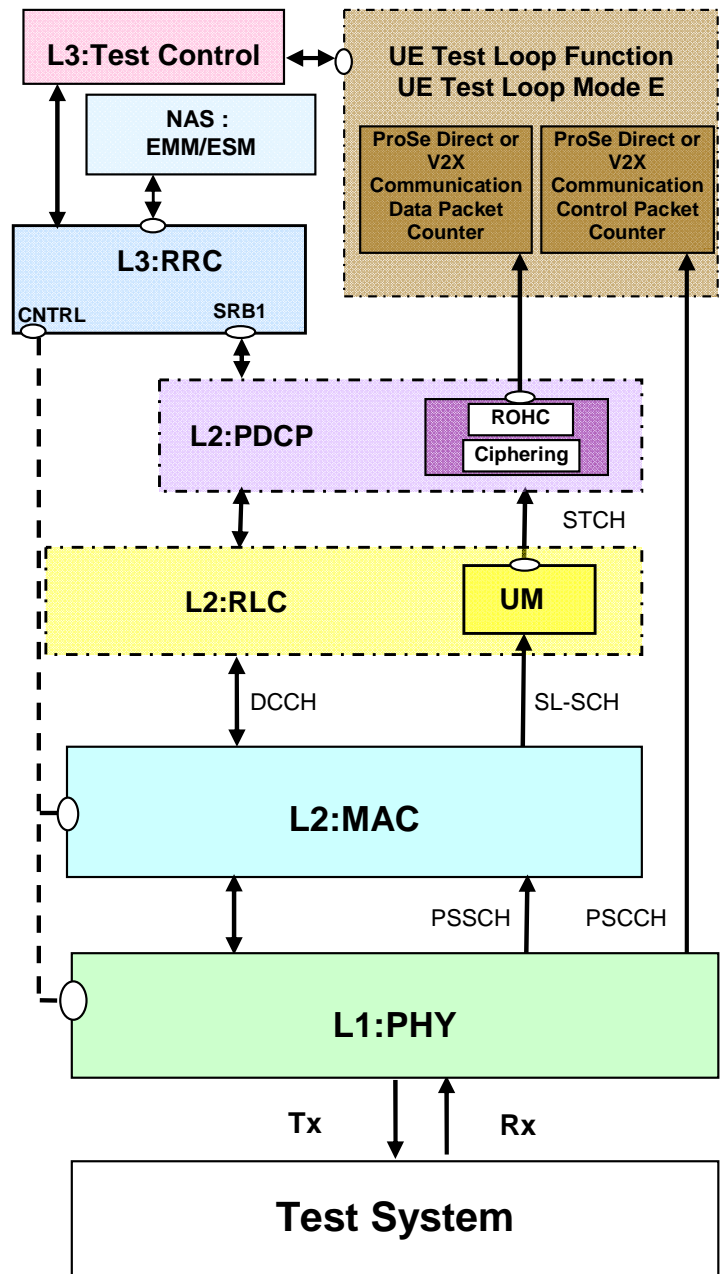 L3:Test Control
UE Test Loop Function
UE Test Loop Mode E
NAS :
EMM/ESM
ProSe Direct or
V2X
Communication
Data Packet
Counter
ProSe Direct or
V2X
Communication
Control Packet
Counter
L3:RRC
CNTRL
SRB1
L2:PDCP
ROHC
Ciphering
STCH
L2:RLC
UM
DCCH
SL-SCH
L2:MAC
PSSCH
PSCCH
L1:PHY
Tx
Rx
Test System